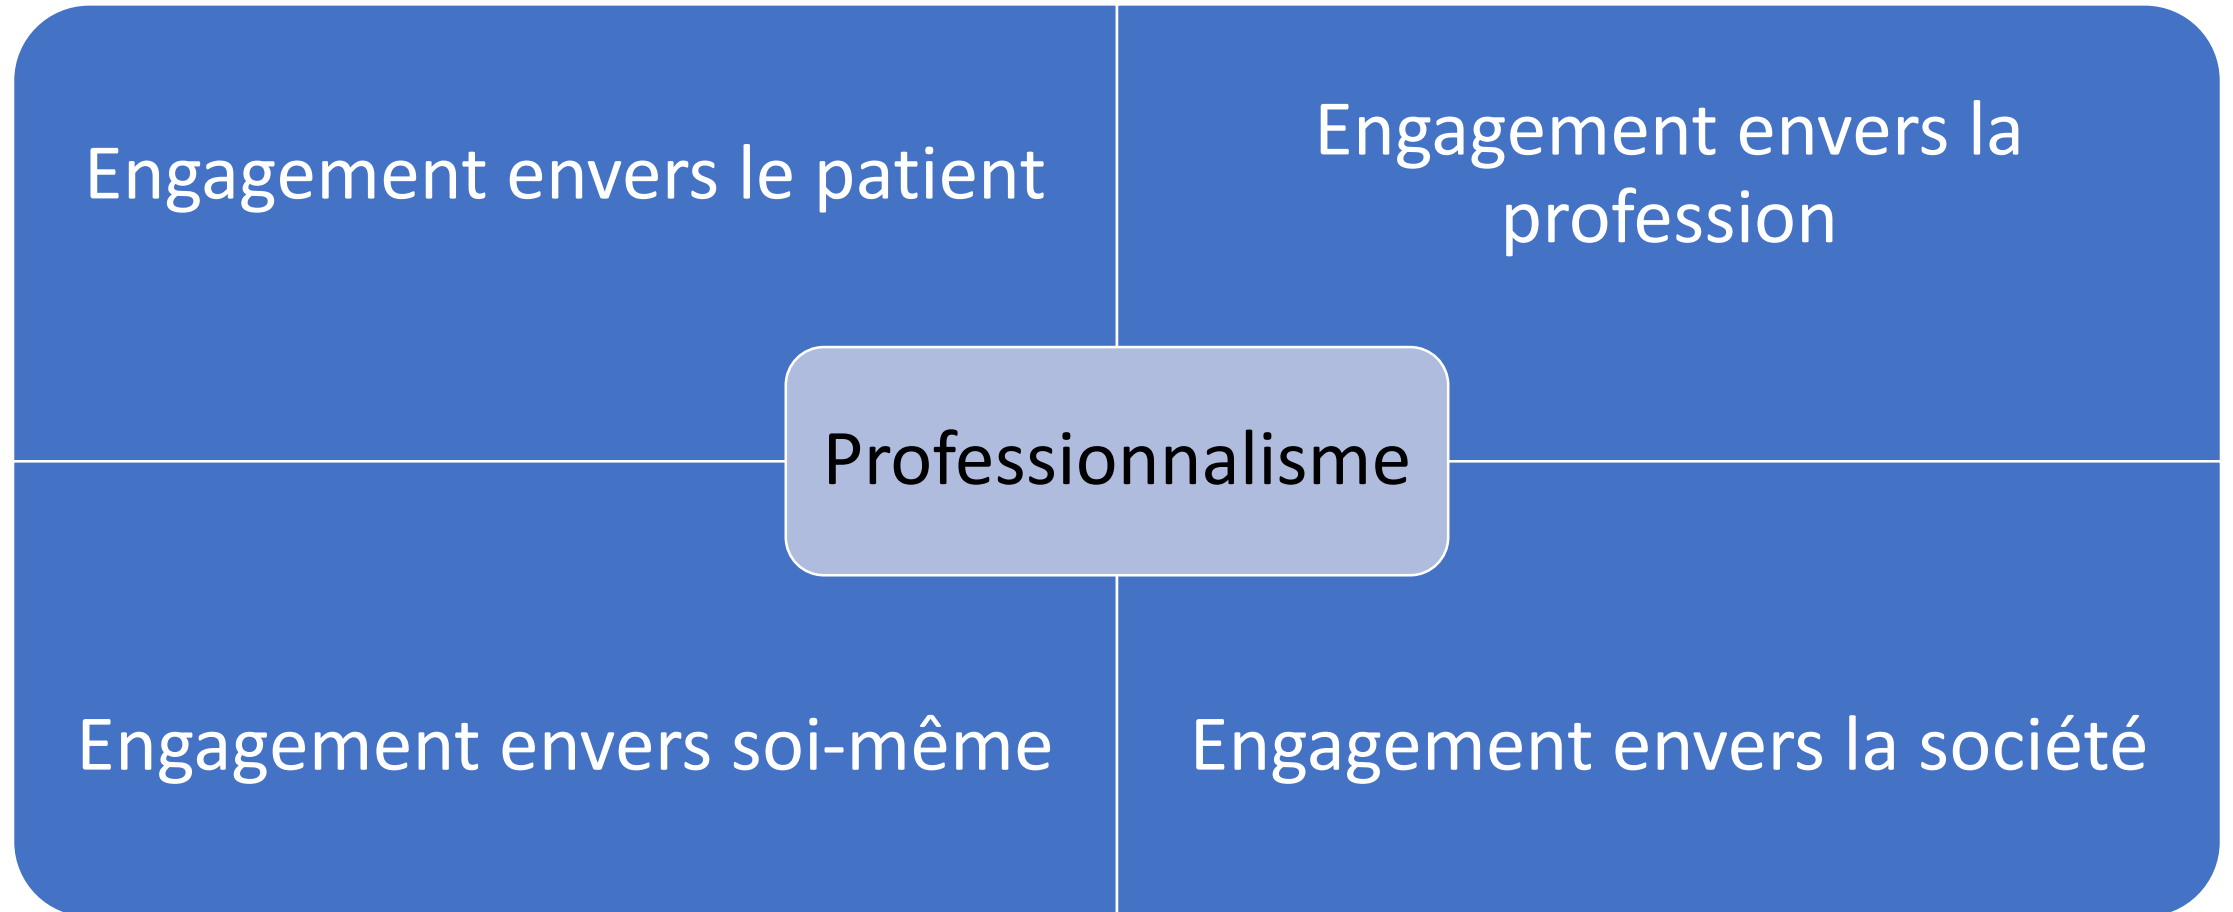 Engagement envers le patient
Engagement envers la
profession
Professionnalisme
Engagement envers soi-même
Engagement envers la société